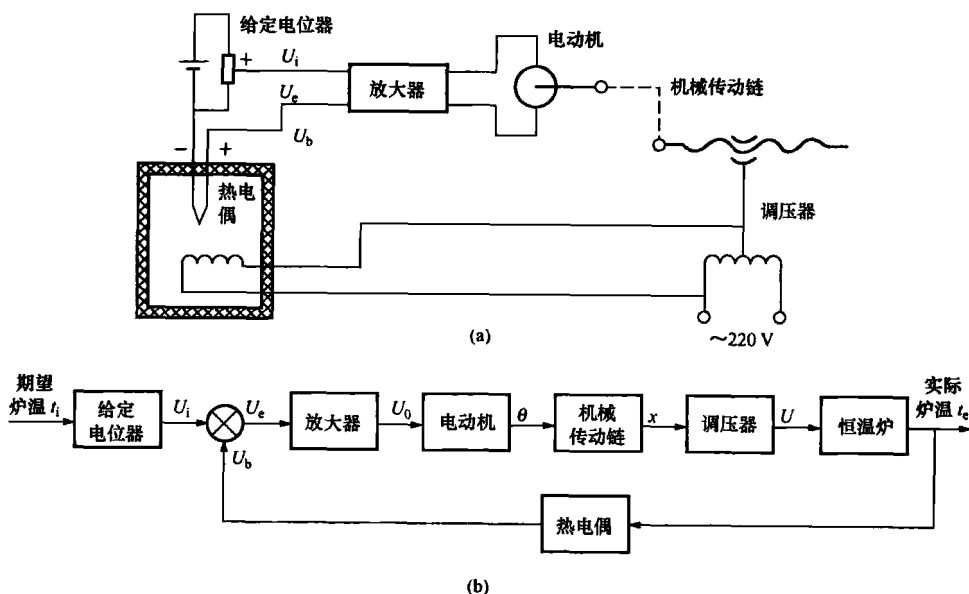 给定电位器
+
U_i
U_e
U_b
放大器
电动机
机械传动链
− +
热电
偶
调压器
～220 V
(a)
期望
炉温 t_i
给定
电位器
U_i
U_e
U_b
放大器
U_0
电动机
θ
机械
传动链
x
调压器
U
恒温炉
实际
炉温 t_e
热电偶
(b)